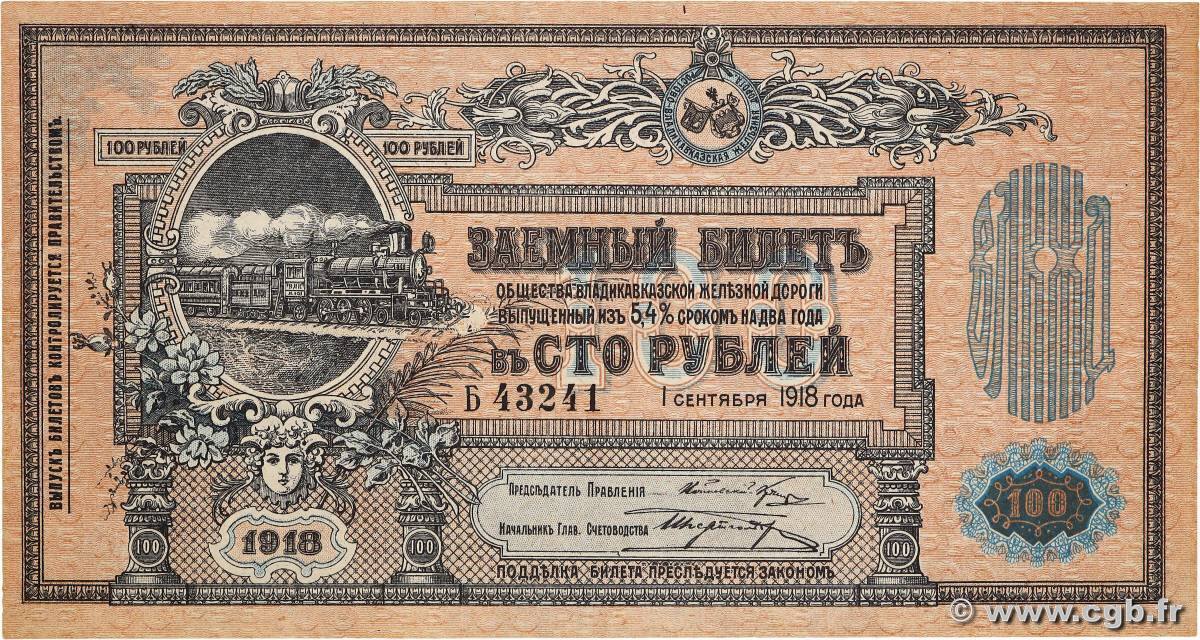 ВЫПУСКЪ БИЛЕТОВЪ КОНТРОЛИРУЕТСЯ ПРАВИТЕЛЬСТВОМЪ.
100 РУБЛЕЙ
100 РУБЛЕЙ
ЗАЕМНЫЙ БИЛЕТЪ
100
ОБЩЕСТВА ВЛАДИКАВКАЗСКОЙ ЖЕЛѢЗНОЙ ДОРОГИ
ВЫПУЩЕННЫЙ ИЗЪ 5,4% СРОКОМЪ НА ДВА ГОДА
ВЪ СТО РУБЛЕЙ
Б 43241
1 СЕНТЯБРЯ 1918 ГОДА
ПРЕДСѢДАТЕЛЬ ПРАВЛЕНІЯ
НАЧАЛЬНИКЪ ГЛАВ. СЧЕТОВОДСТВА
100
1918
100
100
100
ПОДДѢЛКА БИЛЕТА ПРЕСЛѢДУЕТСЯ ЗАКОНОМЪ
© www.cgb.fr